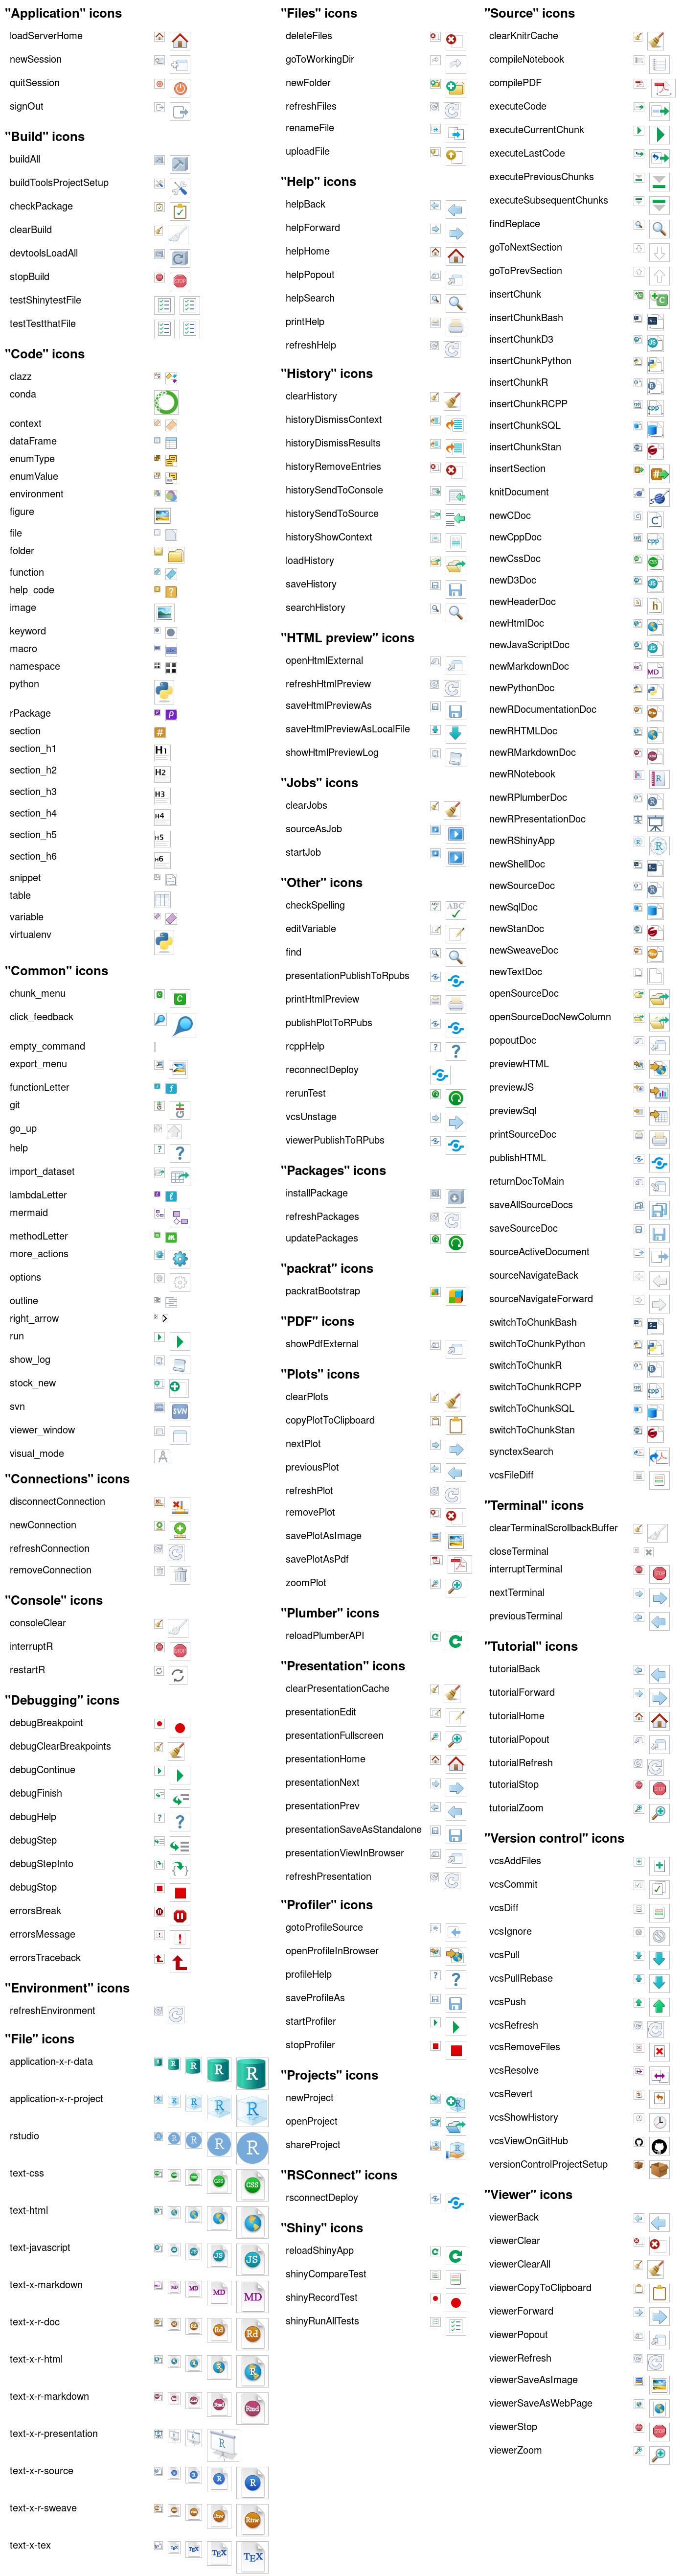 "Application" icons
loadServerHome
newSession
quitSession
signOut
"Build" icons
buildAll
buildToolsProjectSetup
checkPackage
clearBuild
devtoolsLoadAll
stopBuild
testShinytestFile
testTestthatFile
"Code" icons
clazz
conda
context
dataFrame
enumType
enumValue
environment
figure
file
folder
function
help_code
image
keyword
macro
namespace
python
rPackage
section
section_h1
section_h2
section_h3
section_h4
section_h5
section_h6
snippet
table
variable
virtualenv
"Common" icons
chunk_menu
click_feedback
empty_command
export_menu
functionLetter
git
go_up
help
import_dataset
lambdaLetter
mermaid
methodLetter
more_actions
options
outline
right_arrow
run
show_log
stock_new
svn
viewer_window
visual_mode
"Connections" icons
disconnectConnection
newConnection
refreshConnection
removeConnection
"Console" icons
consoleClear
interruptR
restartR
"Debugging" icons
debugBreakpoint
debugClearBreakpoints
debugContinue
debugFinish
debugHelp
debugStep
debugStepInto
debugStop
errorsBreak
errorsMessage
errorsTraceback
"Environment" icons
refreshEnvironment
"File" icons
application-x-r-data
application-x-r-project
rstudio
text-css
text-html
text-javascript
text-x-markdown
text-x-r-doc
text-x-r-html
text-x-r-markdown
text-x-r-presentation
text-x-r-source
text-x-r-sweave
text-x-tex
"Files" icons
deleteFiles
goToWorkingDir
newFolder
refreshFiles
renameFile
uploadFile
"Help" icons
helpBack
helpForward
helpHome
helpPopout
helpSearch
printHelp
refreshHelp
"History" icons
clearHistory
historyDismissContext
historyDismissResults
historyRemoveEntries
historySendToConsole
historySendToSource
historyShowContext
loadHistory
saveHistory
searchHistory
"HTML preview" icons
openHtmlExternal
refreshHtmlPreview
saveHtmlPreviewAs
saveHtmlPreviewAsLocalFile
showHtmlPreviewLog
"Jobs" icons
clearJobs
sourceAsJob
startJob
"Other" icons
checkSpelling
editVariable
find
presentationPublishToRpubs
printHtmlPreview
publishPlotToRPubs
rcppHelp
reconnectDeploy
rerunTest
vcsUnstage
viewerPublishToRPubs
"Packages" icons
installPackage
refreshPackages
updatePackages
"packrat" icons
packratBootstrap
"PDF" icons
showPdfExternal
"Plots" icons
clearPlots
copyPlotToClipboard
nextPlot
previousPlot
refreshPlot
removePlot
savePlotAsImage
savePlotAsPdf
zoomPlot
"Plumber" icons
reloadPlumberAPI
"Presentation" icons
clearPresentationCache
presentationEdit
presentationFullscreen
presentationHome
presentationNext
presentationPrev
presentationSaveAsStandalone
presentationViewInBrowser
refreshPresentation
"Profiler" icons
gotoProfileSource
openProfileInBrowser
profileHelp
saveProfileAs
startProfiler
stopProfiler
"Projects" icons
newProject
openProject
shareProject
"RSConnect" icons
rsconnectDeploy
"Shiny" icons
reloadShinyApp
shinyCompareTest
shinyRecordTest
shinyRunAllTests
"Source" icons
clearKnitrCache
compileNotebook
compilePDF
executeCode
executeCurrentChunk
executeLastCode
executePreviousChunks
executeSubsequentChunks
findReplace
goToNextSection
goToPrevSection
insertChunk
insertChunkBash
insertChunkD3
insertChunkPython
insertChunkR
insertChunkRCPP
insertChunkSQL
insertChunkStan
insertSection
knitDocument
newCDoc
newCppDoc
newCssDoc
newD3Doc
newHeaderDoc
newHtmlDoc
newJavaScriptDoc
newMarkdownDoc
newPythonDoc
newRDocumentationDoc
newRHTMLDoc
newRMarkdownDoc
newRNotebook
newRPlumberDoc
newRPresentationDoc
newRShinyApp
newShellDoc
newSourceDoc
newSqlDoc
newStanDoc
newSweaveDoc
newTextDoc
openSourceDoc
openSourceDocNewColumn
popoutDoc
previewHTML
previewJS
previewSql
printSourceDoc
publishHTML
returnDocToMain
saveAllSourceDocs
saveSourceDoc
sourceActiveDocument
sourceNavigateBack
sourceNavigateForward
switchToChunkBash
switchToChunkPython
switchToChunkR
switchToChunkRCPP
switchToChunkSQL
switchToChunkStan
synctexSearch
vcsFileDiff
"Terminal" icons
clearTerminalScrollbackBuffer
closeTerminal
interruptTerminal
nextTerminal
previousTerminal
"Tutorial" icons
tutorialBack
tutorialForward
tutorialHome
tutorialPopout
tutorialRefresh
tutorialStop
tutorialZoom
"Version control" icons
vcsAddFiles
vcsCommit
vcsDiff
vcsIgnore
vcsPull
vcsPullRebase
vcsPush
vcsRefresh
vcsRemoveFiles
vcsResolve
vcsRevert
vcsShowHistory
vcsViewOnGitHub
versionControlProjectSetup
"Viewer" icons
viewerBack
viewerClear
viewerClearAll
viewerCopyToClipboard
viewerForward
viewerPopout
viewerRefresh
viewerSaveAsImage
viewerSaveAsWebPage
viewerStop
viewerZoom